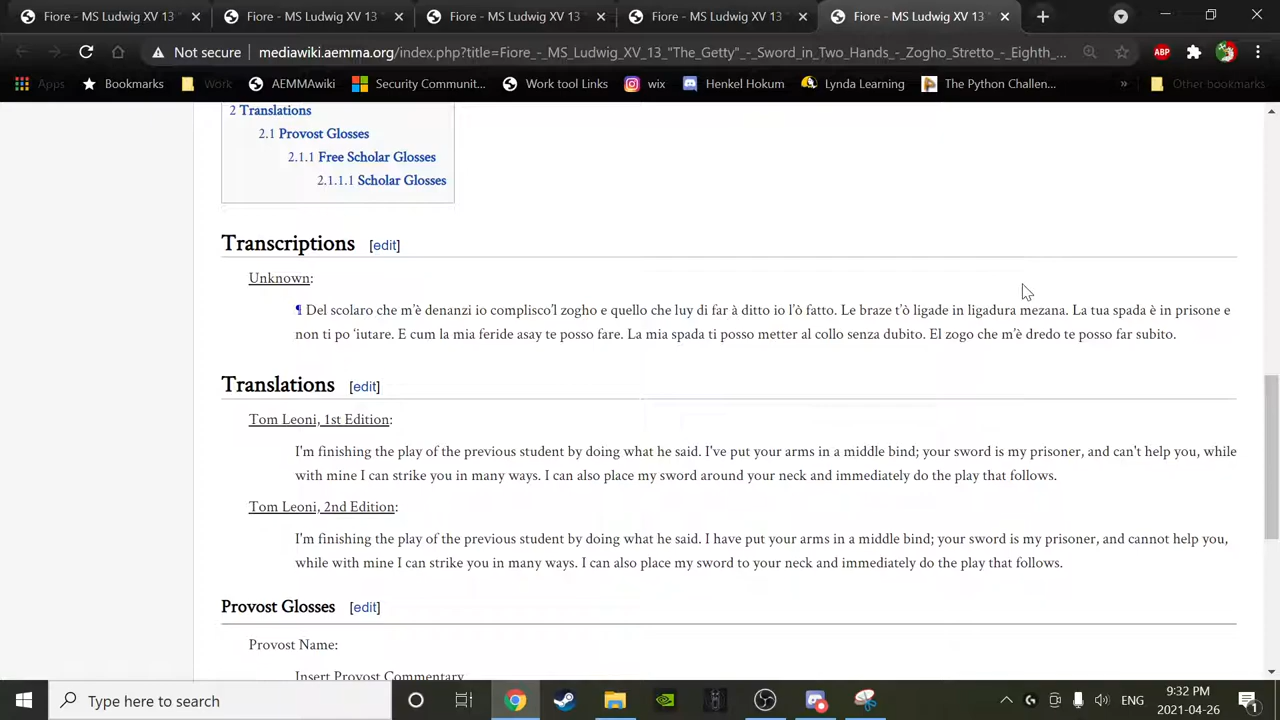 Fiore - MS Ludwig XV 13 × Fiore - MS Ludwig XV 13 × Fiore - MS Ludwig XV 13 × Fiore - MS Ludwig XV 13 × Fiore - MS Ludwig XV 13 ×
Not secure mediawiki.aemma.org/index.php?title=Fiore_-_MS_Ludwig_XV_13_"The_Getty"_-_Sword_in_Two_Hands_-_Zogho_Stretto_-_Eighth_... ABP
Apps Bookmarks Work AEMMAwiki Security Communit... Work tool Links wix Henkel Hokum Lynda Learning The Python Challen... » Other bookmarks
2 Translations
2.1 Provost Glosses
2.1.1 Free Scholar Glosses
2.1.1.1 Scholar Glosses
Transcriptions [edit]
Unknown:
¶ Del scolaro che m'è denanzi io complisco'l zogho e quello che luy di far à ditto io l'ò fatto. Le braze t'ò ligade in ligadura mezana. La tua spada è in prisone e
non ti po 'iutare. E cum la mia feride asay te posso fare. La mia spada ti posso metter al collo senza dubito. El zogo che m'è dredo te posso far subito.
Translations [edit]
Tom Leoni, 1st Edition:
I'm finishing the play of the previous student by doing what he said. I've put your arms in a middle bind; your sword is my prisoner, and can't help you, while
with mine I can strike you in many ways. I can also place my sword around your neck and immediately do the play that follows.
Tom Leoni, 2nd Edition:
I'm finishing the play of the previous student by doing what he said. I have put your arms in a middle bind; your sword is my prisoner, and cannot help you,
while with mine I can strike you in many ways. I can also place my sword to your neck and immediately do the play that follows.
Provost Glosses [edit]
Provost Name:
Insert Provost Commentary
Type here to search ENG 9:32 PM
2021-04-26 1